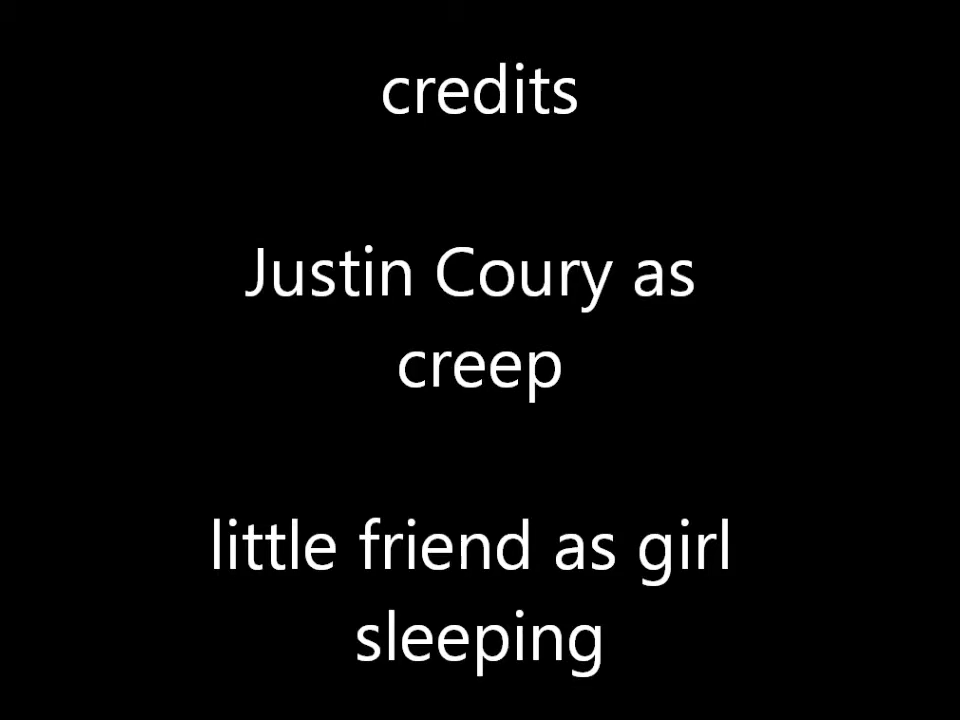 credits
Justin Coury as
creep
little friend as girl
sleeping